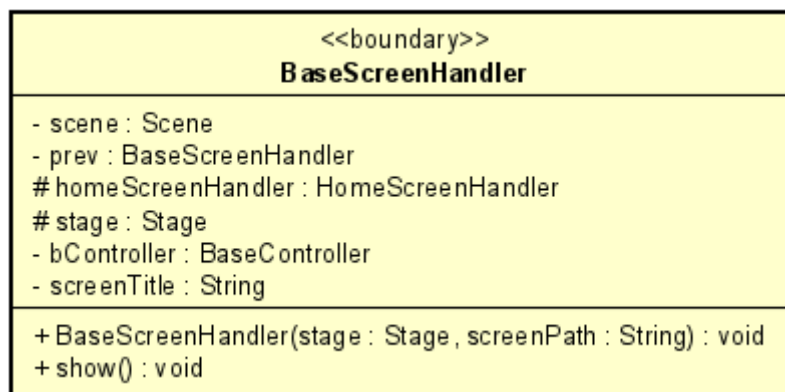 <<boundary>>
BaseScreenHandler
- scene : Scene
- prev : BaseScreenHandler
# homeScreenHandler : HomeScreenHandler
# stage : Stage
- bController : BaseController
- screenTitle : String
+ BaseScreenHandler(stage : Stage, screenPath : String) : void
+ show() : void